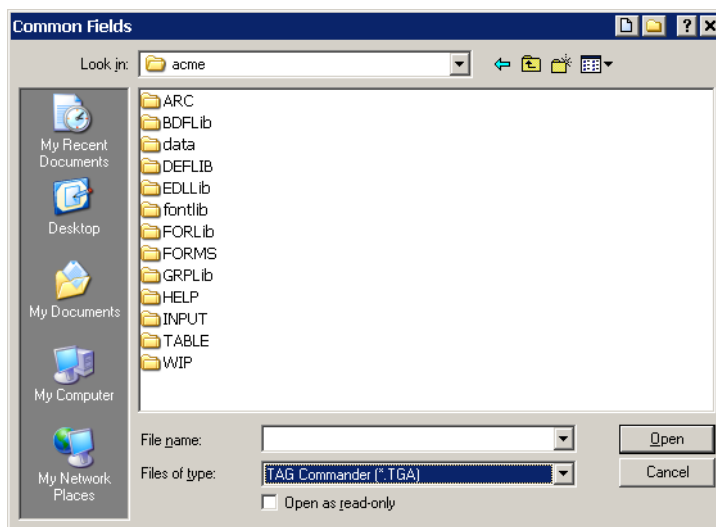 Common Fields
Look in: acme
My Recent
Documents
Desktop
My Documents
My Computer
My Network
Places
ARC
BDFLib
data
DEFLIB
EDLLib
fontlib
FORLib
FORMS
GRPLib
HELP
INPUT
TABLE
WIP
File name:
Open
Files of type: TAG Commander (*.TGA)
Cancel
Open as read-only